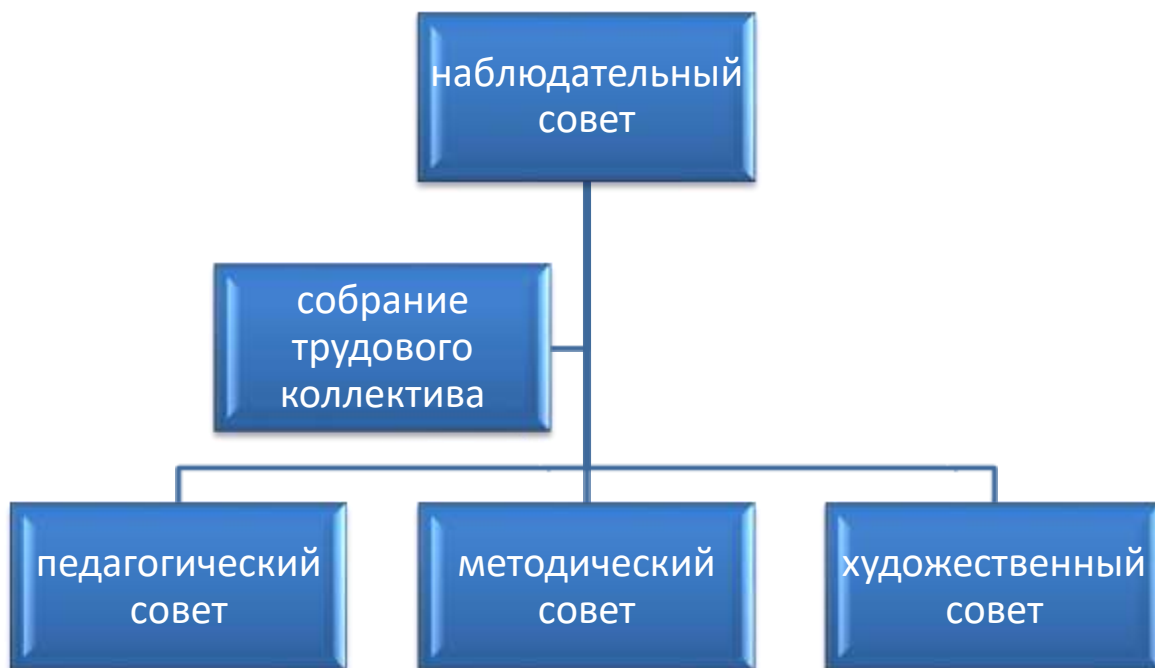 наблюдательный
совет
собрание
трудового
коллектива
педагогический
совет
методический
совет
художественный
совет